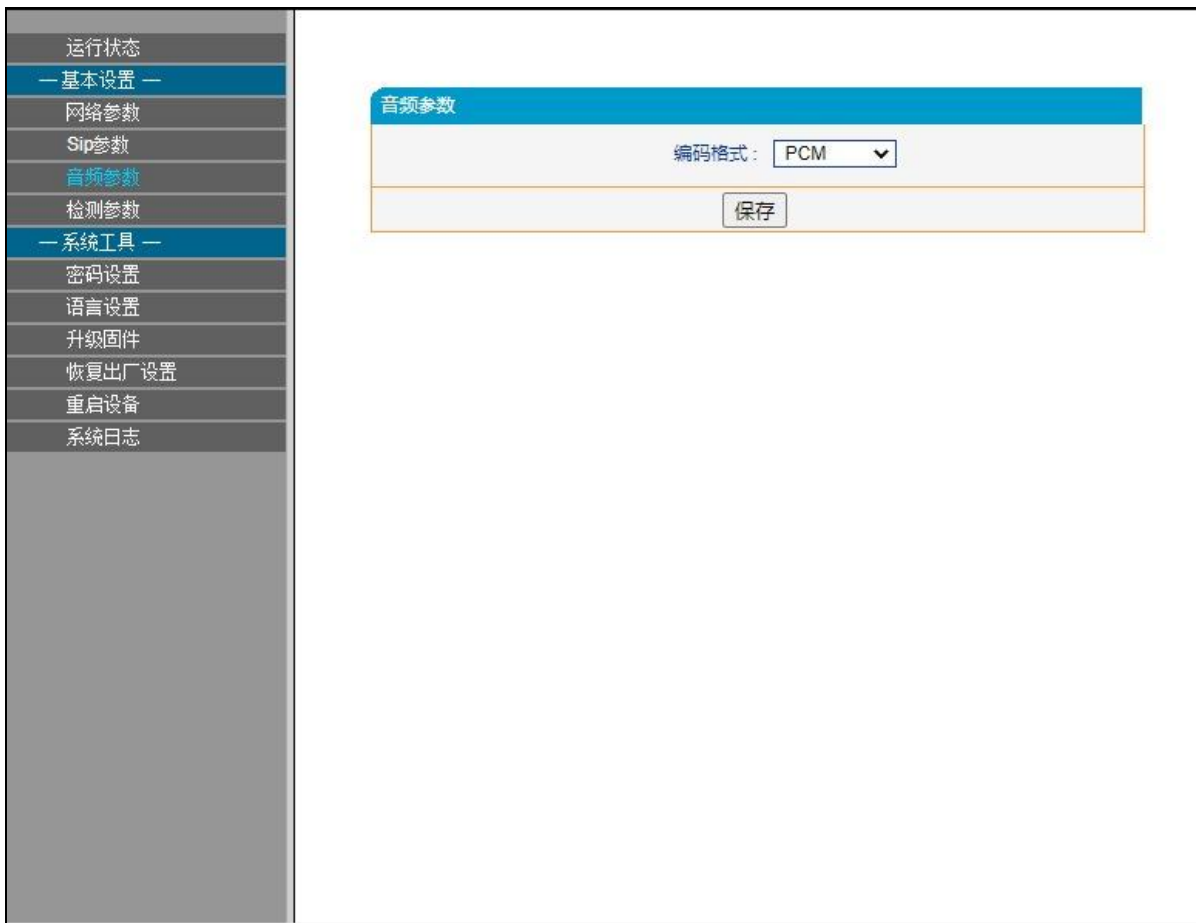 运行状态
— 基本设置 —
网络参数
Sip参数
音频参数
检测参数
— 系统工具 —
密码设置
语言设置
升级固件
恢复出厂设置
重启设备
系统日志
音频参数
编码格式： PCM
保存